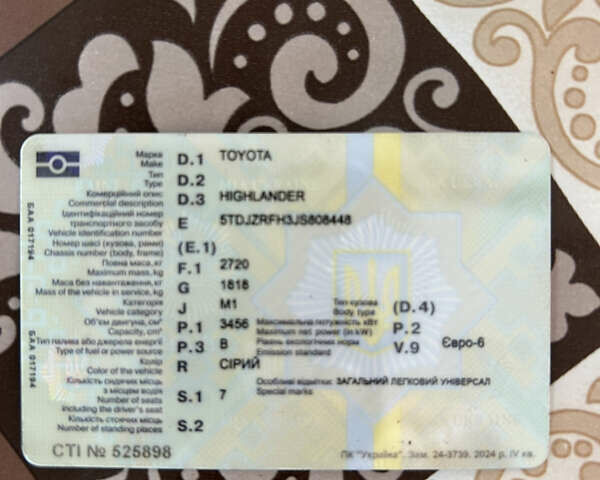 Марка D.1 TOYOTA
Make
Тип D.2
Type
Комерційний опис D.3 HIGHLANDER
Commercial description
Ідентифікаційний номер
транспортного засобу E 5TDJZRFH3JS808448
Vehicle identification number
Номер шасі (кузова, рами) (E.1)
Chassis number (body, frame)
Повна маса, кг F.1 2720
Maximum mass, kg
Маса без навантаження, кг G 1818
Mass of the vehicle in service, kg
Категорія J M1 Тип кузова (D.4)
Vehicle category Body type
Об'єм двигуна, см³ P.1 3456 Максимальна потужність кВт P.2
Capacity, cm³ Maximum net power (in kW)
Тип палива або джерела енергії P.3 B Рівень екологічних норм V.9 Євро-6
Type of fuel or power source Emission standard
Колір R СІРИЙ
Color of the vehicle
Кількість сидячих місць Особливі відмітки: ЗАГАЛЬНИЙ ЛЕГКОВИЙ УНІВЕРСАЛ
з місцем водія S.1 7 Special marks
Number of seats
including the driver's seat
Кількість стоячих місць S.2
Number of standing places
СТІ № 525898 ПК "Україна". Зам. 24-3739. 2024 р. IV кв.
БАА 017194
БАА 017194